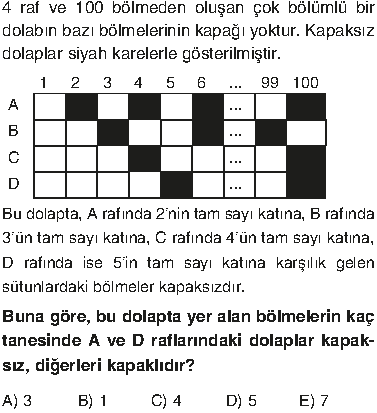 4 raf ve 100 bölmeden oluşan çok bölümlü bir
dolabın bazı bölmelerinin kapağı yoktur. Kapaksız
dolaplar siyah karelerle gösterilmiştir.
1 2 3 4 5 6 ... 99 100
A ...
B ...
C ...
D ...
Bu dolapta, A rafında 2'nin tam sayı katına, B rafında
3'ün tam sayı katına, C rafında 4'ün tam sayı katına,
D rafında ise 5'in tam sayı katına karşılık gelen
sütunlardaki bölmeler kapaksızdır.
Buna göre, bu dolapta yer alan bölmelerin kaç
tanesinde A ve D raflarındaki dolaplar kapak-
sız, diğerleri kapaklıdır?
A) 3 B) 1 C) 4 D) 5 E) 7